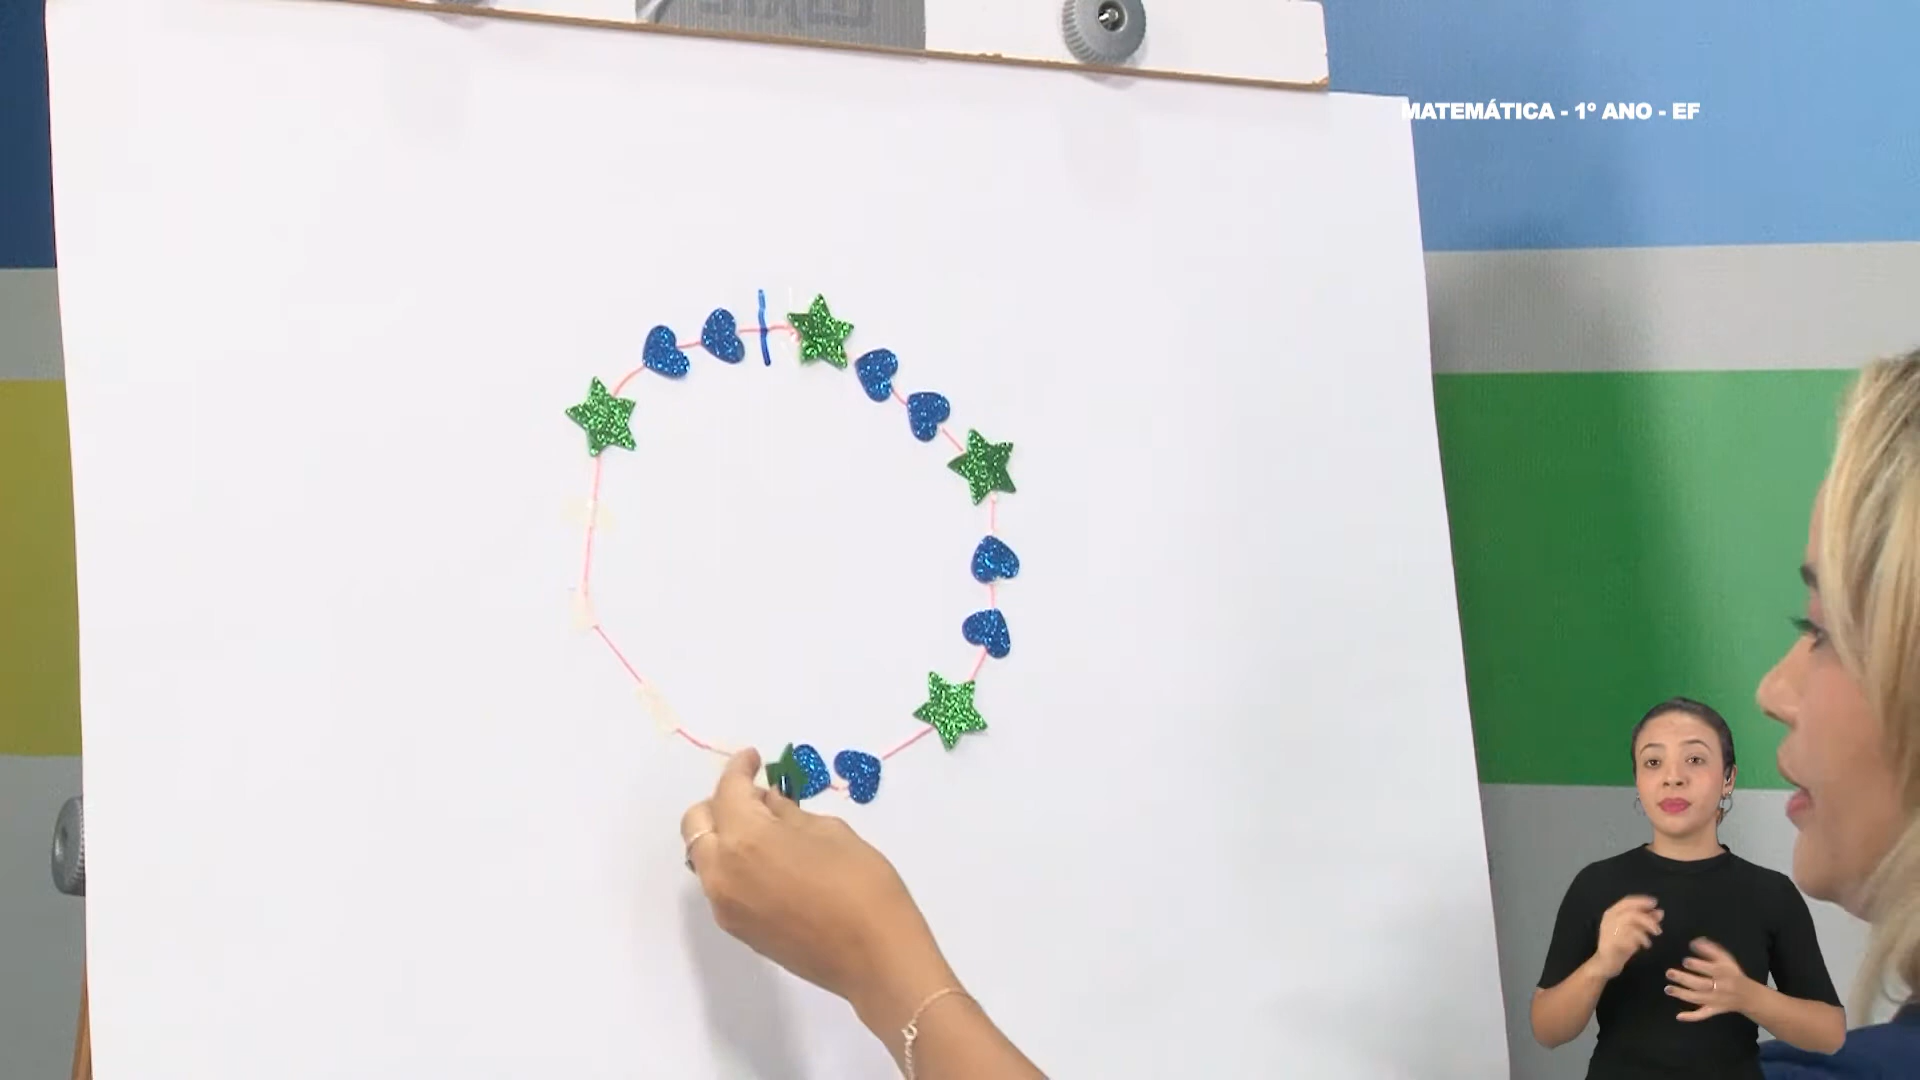 MATEMÁTICA - 1º ANO - EF